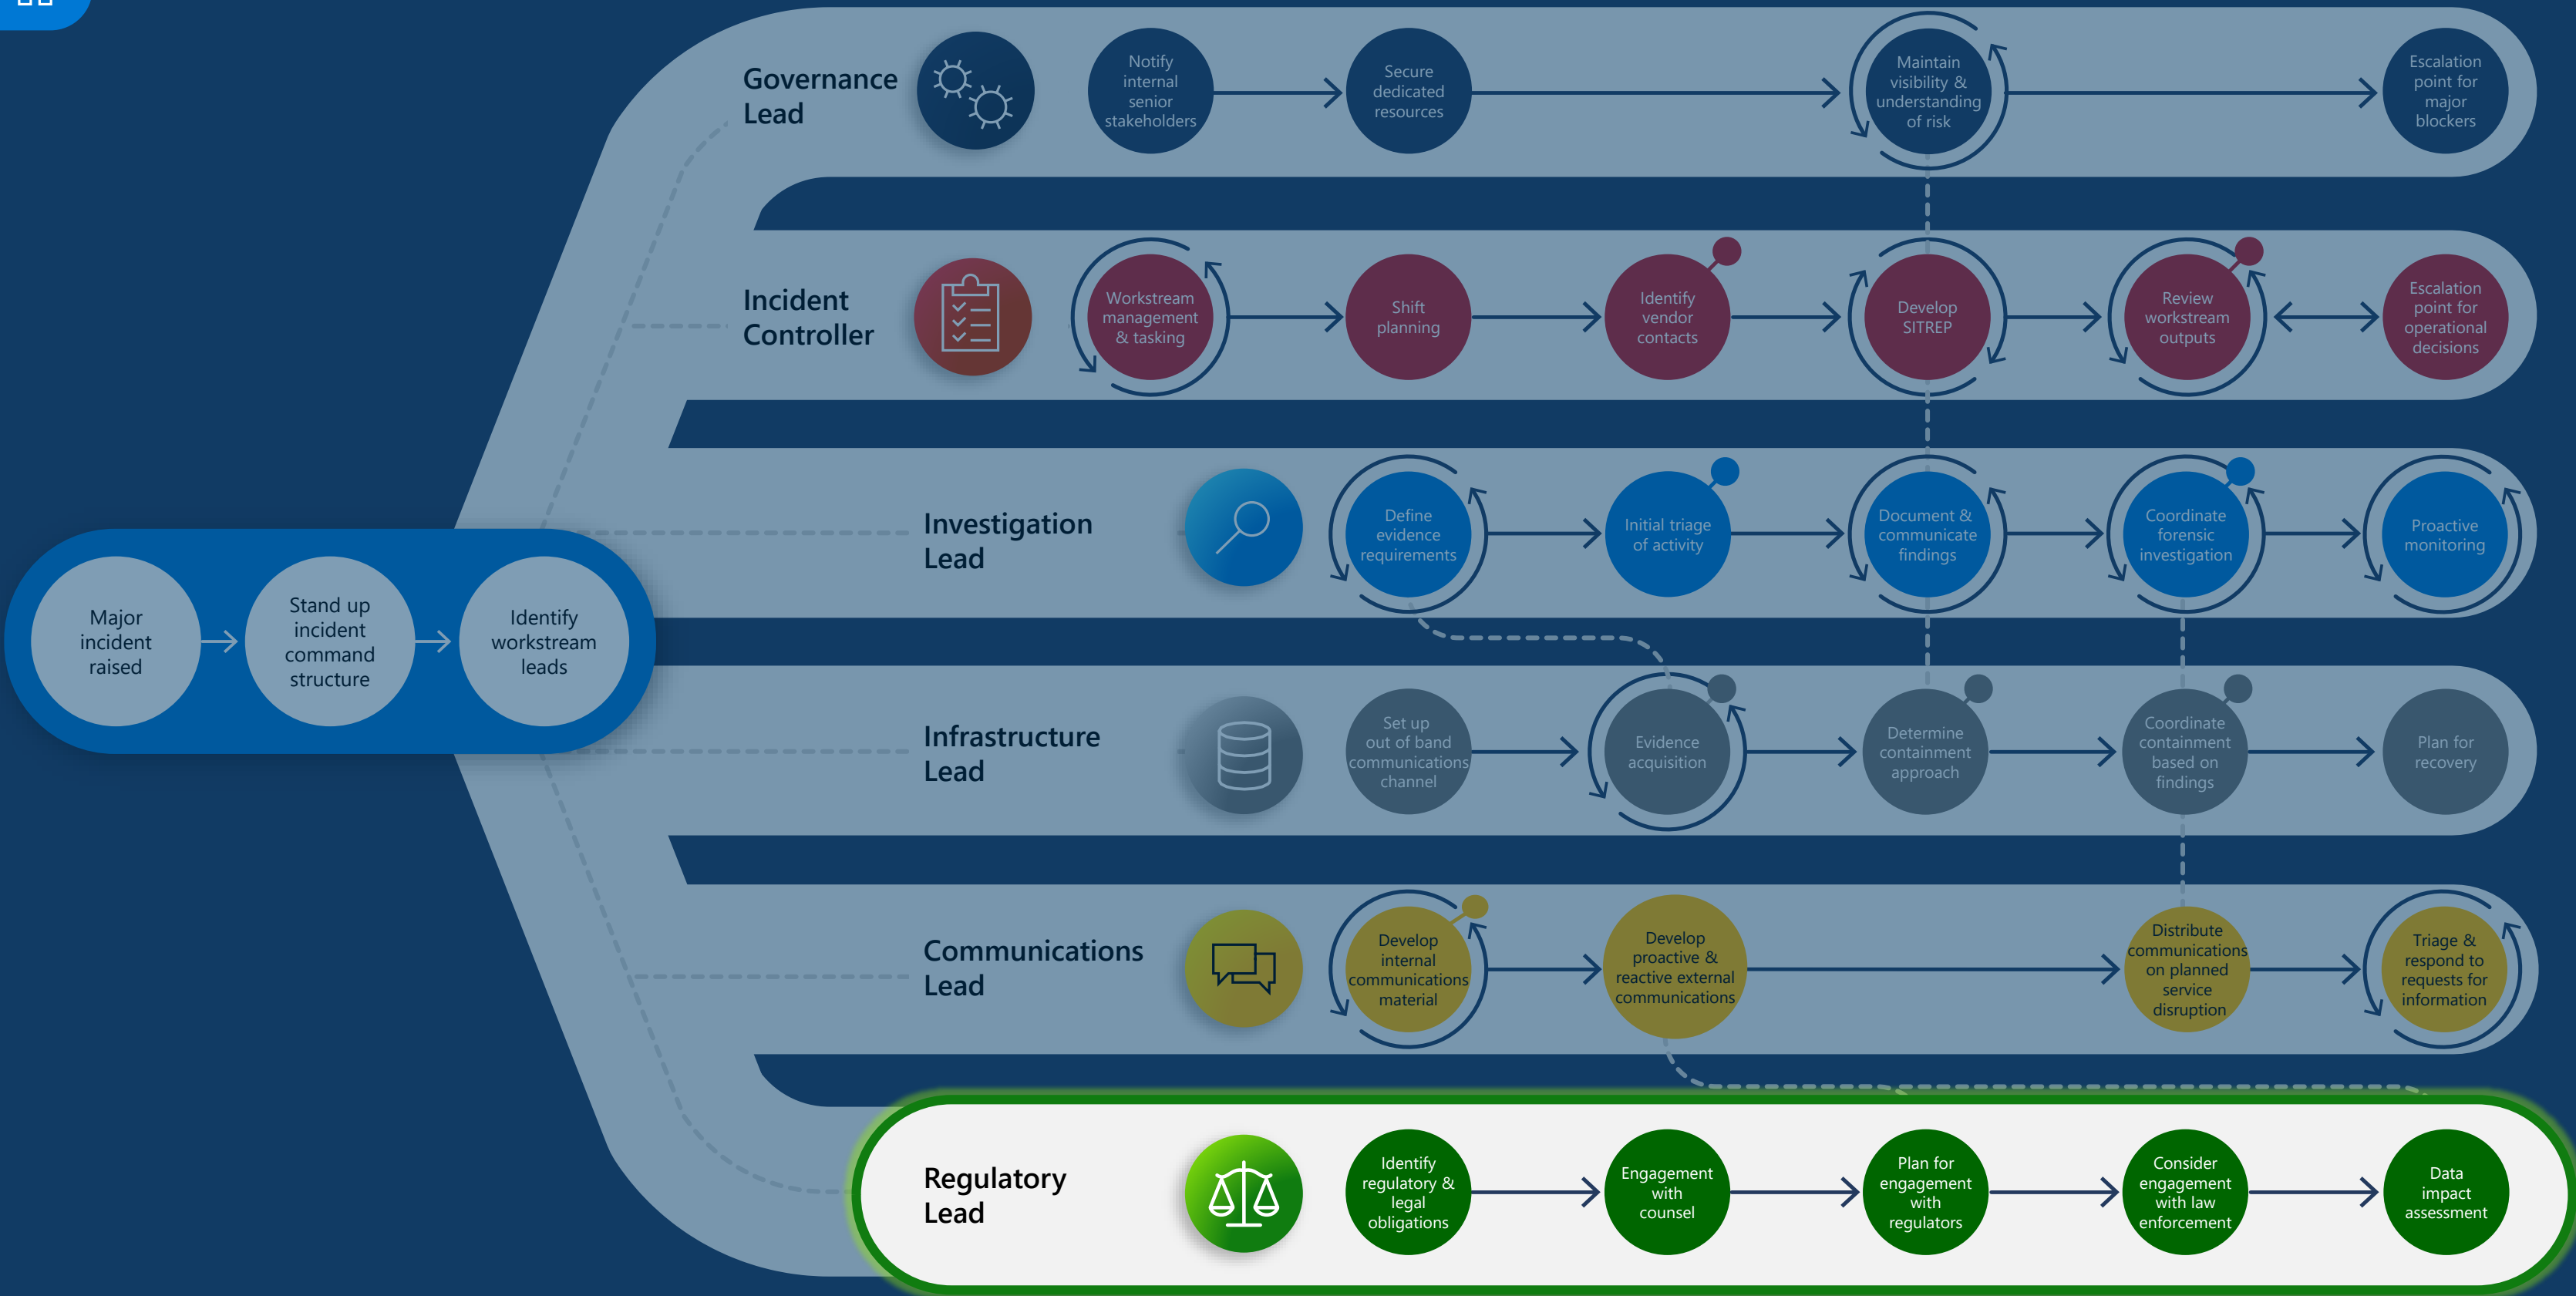 Governance
Lead
Notify
internal
senior
stakeholders
Secure
dedicated
resources
Maintain
visibility &
understanding
of risk
Escalation
point for
major
blockers
Incident
Controller
Workstream
management
& tasking
Shift
planning
Identify
vendor
contacts
Develop
SITREP
Review
workstream
outputs
Escalation
point for
operational
decisions
Investigation
Lead
Define
evidence
requirements
Initial triage
of activity
Document &
communicate
findings
Coordinate
forensic
investigation
Proactive
monitoring
Major
incident
raised
Stand up
incident
command
structure
Identify
workstream
leads
Infrastructure
Lead
Set up
out of band
communications
channel
Evidence
acquisition
Determine
containment
approach
Coordinate
containment
based on
findings
Plan for
recovery
Communications
Lead
Develop
internal
communications
material
Develop
proactive &
reactive external
communications
Distribute
communications
on planned
service
disruption
Triage &
respond to
requests for
information
Regulatory
Lead
Identify
regulatory &
legal
obligations
Engagement
with
counsel
Plan for
engagement
with
regulators
Consider
engagement
with law
enforcement
Data
impact
assessment